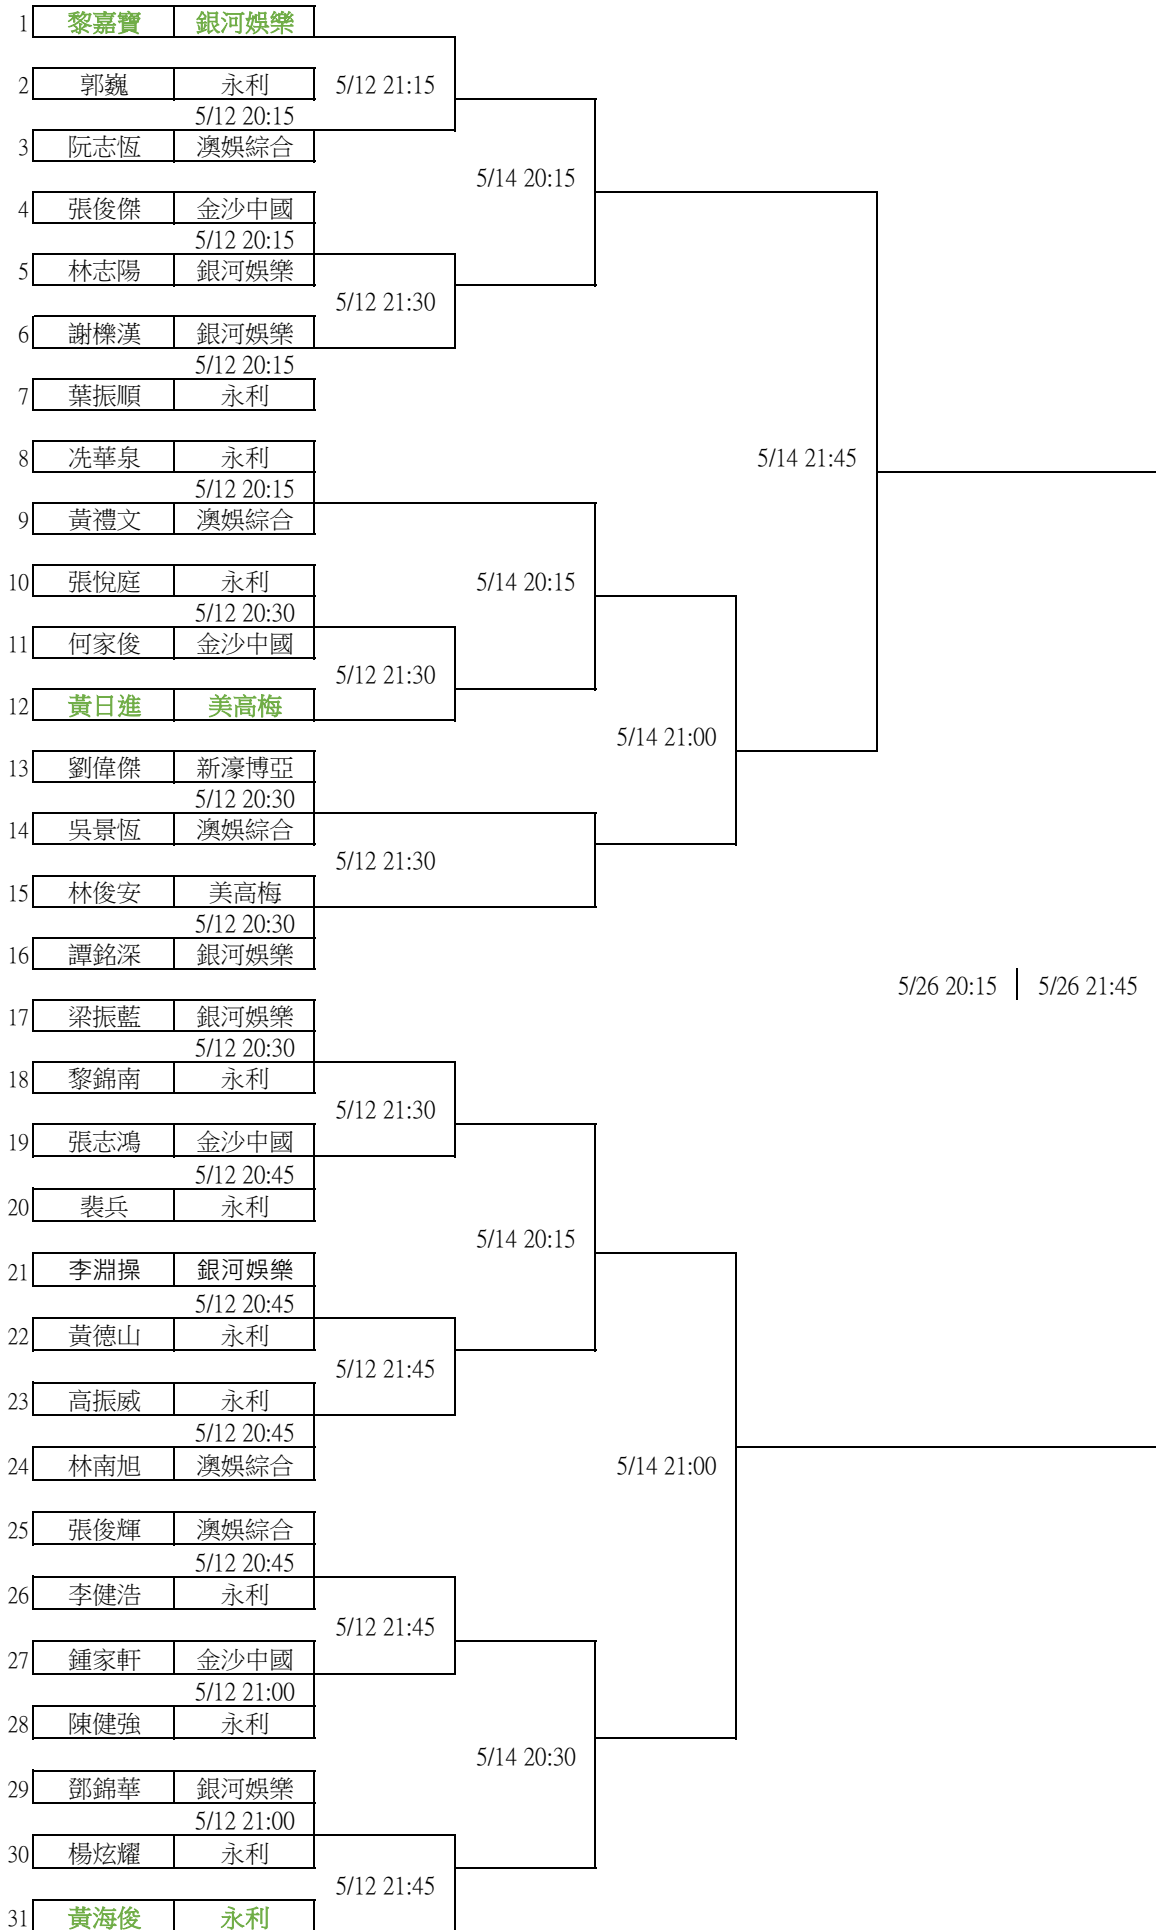 1 黎嘉寶 銀河娛樂
5/12 21:15
2 郭巍 永利
5/12 20:15
3 阮志恆 澳娛綜合
5/14 20:15
4 張俊傑 金沙中國
5/12 20:15
5 林志陽 銀河娛樂
5/12 21:30
6 謝櫟漢 銀河娛樂
5/12 20:15
7 葉振順 永利
8 冼華泉 永利
5/14 21:45
5/12 20:15
9 黃禮文 澳娛綜合
10 張悅庭 永利
5/14 20:15
5/12 20:30
11 何家俊 金沙中國
5/12 21:30
12 黃日進 美高梅
5/14 21:00
13 劉偉傑 新濠博亞
5/12 20:30
14 吳景恆 澳娛綜合
5/12 21:30
15 林俊安 美高梅
5/12 20:30
16 譚銘深 銀河娛樂
5/26 20:15 5/26 21:45
17 梁振藍 銀河娛樂
5/12 20:30
18 黎錦南 永利
5/12 21:30
19 張志鴻 金沙中國
5/12 20:45
20 裴兵 永利
5/14 20:15
21 李淵操 銀河娛樂
5/12 20:45
22 黃德山 永利
5/12 21:45
23 高振威 永利
5/12 20:45
24 林南旭 澳娛綜合
5/14 21:00
25 張俊輝 澳娛綜合
5/12 20:45
26 李健浩 永利
5/12 21:45
27 鍾家軒 金沙中國
5/12 21:00
28 陳健強 永利
5/14 20:30
29 鄧錦華 銀河娛樂
5/12 21:00
30 楊炫耀 永利
5/12 21:45
31 黃海俊 永利